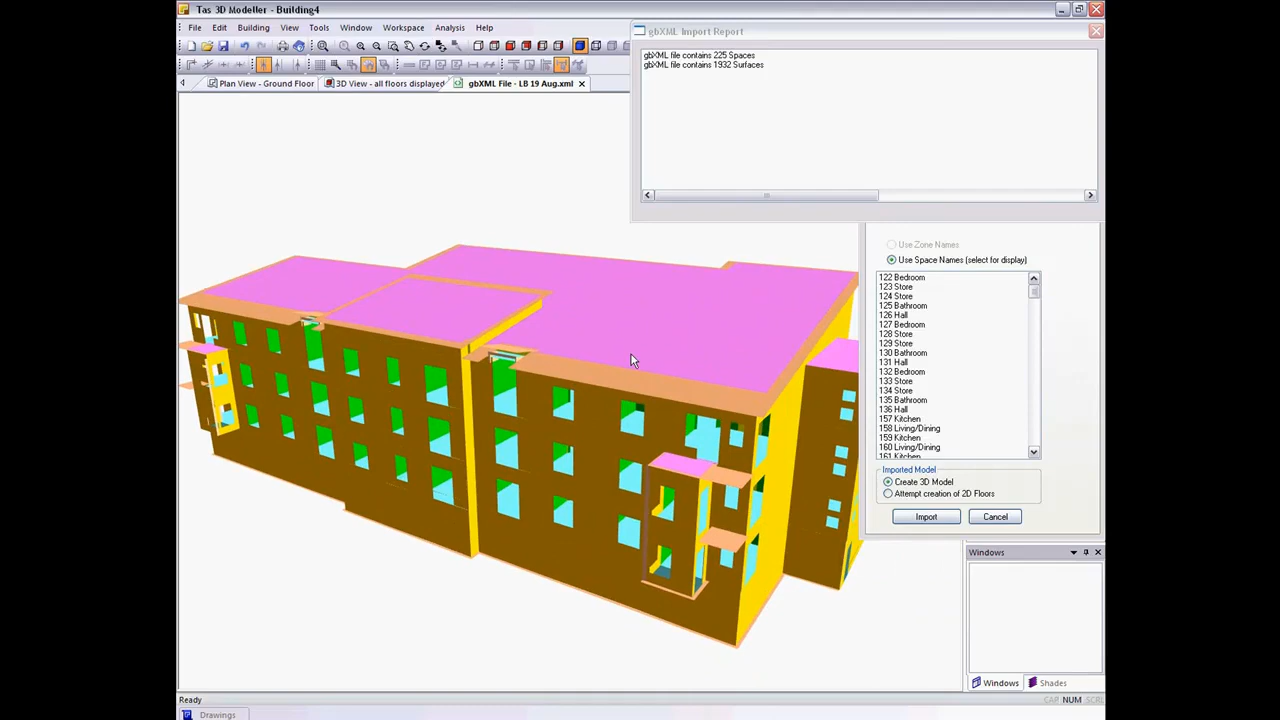 Tas 3D Modeller - Building4
File Edit Building View Tools Window Workspace Analysis Help
Plan View - Ground Floor
3D View - all floors displayed
gbXML File - LB 19 Aug.xml
gbXML Import Report
gbXML file contains 225 Spaces
gbXML file contains 1932 Surfaces
Use Zone Names
Use Space Names (select for display)
122 Bedroom
123 Store
124 Store
125 Bathroom
126 Hall
127 Bedroom
128 Store
129 Store
130 Bathroom
131 Hall
132 Bedroom
133 Store
134 Store
135 Bathroom
136 Hall
157 Kitchen
158 Living/Dining
159 Kitchen
160 Living/Dining
161 Kitchen
Imported Model
Create 3D Model
Attempt creation of 2D Floors
Import Cancel
Windows
Windows Shades
Ready
CAP NUM SCRL
Drawings